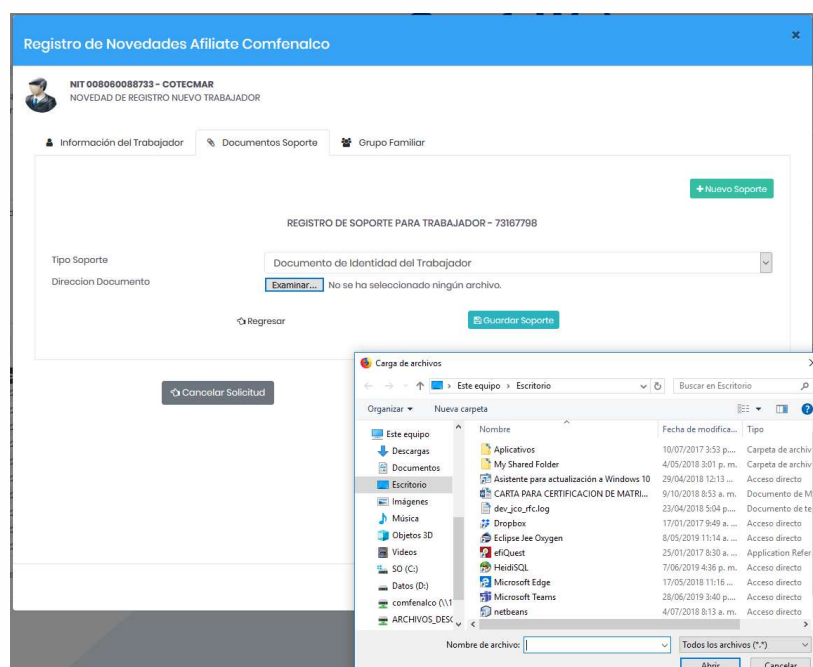 Registro de Novedades Afiliate Comfenalco
NIT 008060088733 - COTECMAR
NOVEDAD DE REGISTRO NUEVO TRABAJADOR
Información del Trabajador Documentos Soporte Grupo Familiar
+ Nuevo Soporte
REGISTRO DE SOPORTE PARA TRABAJADOR - 73167798
Tipo Soporte Documento de Identidad del Trabajador
Direccion Documento Examinar... No se ha seleccionado ningún archivo.
Regresar Guardar Soporte
Cancelar Solicitud
Carga de archivos
Este equipo > Escritorio Buscar en Escritorio
Organizar Nueva carpeta
Nombre Fecha de modifica... Tipo
Este equipo
Descargas
Documentos
Escritorio
Imágenes
Música
Objetos 3D
Videos
SO (C:)
Datos (D:)
comfenalco (\\1
ARCHIVOS_DESC
Aplicativos 10/07/2017 3:53 p.... Carpeta de archiv
My Shared Folder 4/05/2018 3:01 p. m. Carpeta de archiv
Asistente para actualización a Windows 10 29/04/2018 12:13 ... Acceso directo
CARTA PARA CERTIFICACION DE MATRI... 9/10/2018 8:53 a. m. Documento de M
dev_jco_rfc.log 23/04/2018 5:04 p.... Documento de te
Dropbox 17/01/2017 9:49 a. ... Acceso directo
Eclipse Jee Oxygen 8/05/2019 11:14 a. ... Acceso directo
efiQuest 25/01/2017 8:30 a. ... Application Refer
HeidiSQL 7/06/2019 4:36 p. m. Acceso directo
Microsoft Edge 17/05/2018 11:16 ... Acceso directo
Microsoft Teams 28/06/2019 3:40 p.... Acceso directo
netbeans 4/07/2018 8:13 a. m. Acceso directo
Nombre de archivo: Todos los archivos (*.*)
Abrir Cancelar